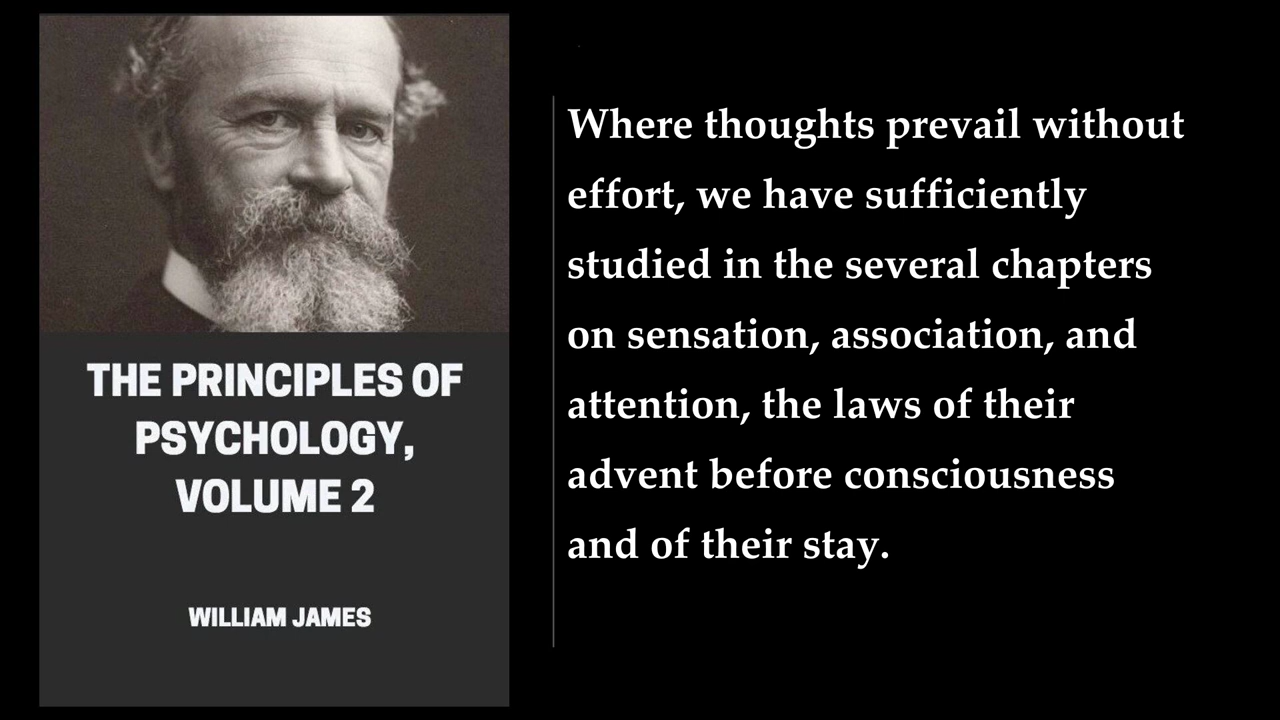 THE PRINCIPLES OF
PSYCHOLOGY,
VOLUME 2
WILLIAM JAMES
Where thoughts prevail without
effort, we have sufficiently
studied in the several chapters
on sensation, association, and
attention, the laws of their
advent before consciousness
and of their stay.